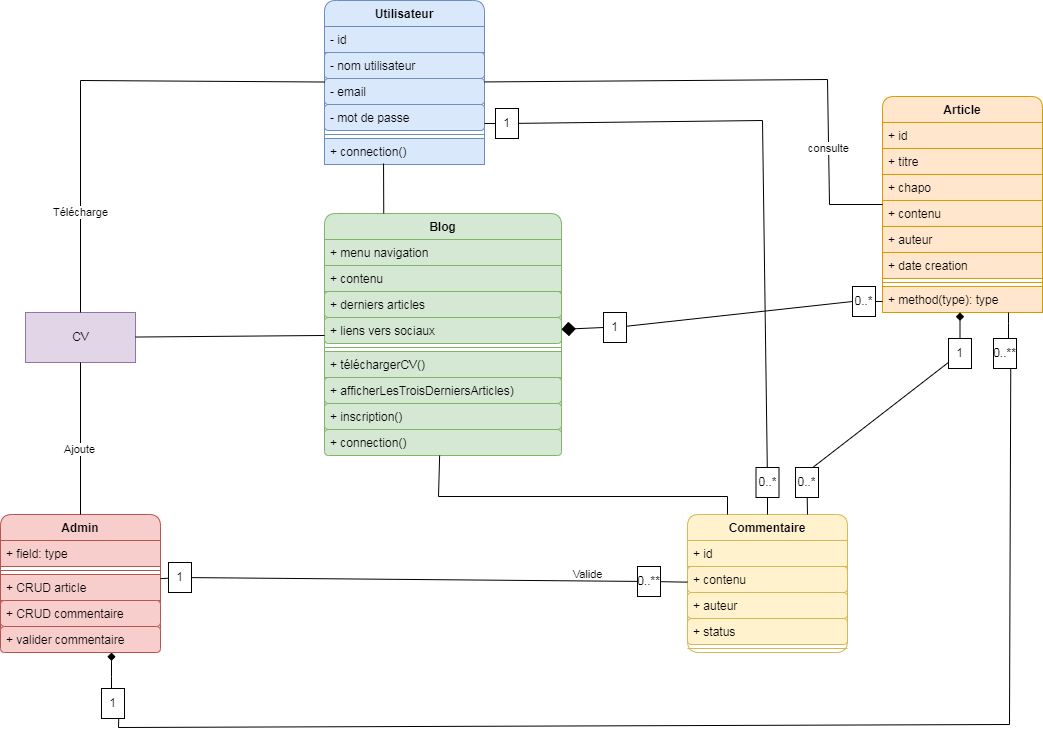 Utilisateur
- id
- nom utilisateur
- email
- mot de passe
+ connection()
1
consulte
Article
+ id
+ titre
+ chapo
+ contenu
+ auteur
+ date creation
+ method(type): type
Télécharge
Blog
+ menu navigation
+ contenu
+ derniers articles
+ liens vers sociaux
+ téléchargerCV()
+ afficherLesTroisDerniersArticles)
+ inscription()
+ connection()
1
0..*
CV
1
0..**
Ajoute
0..*
0..*
Admin
+ field: type
+ CRUD article
+ CRUD commentaire
+ valider commentaire
1
Valide
0..**
Commentaire
+ id
+ contenu
+ auteur
+ status
1